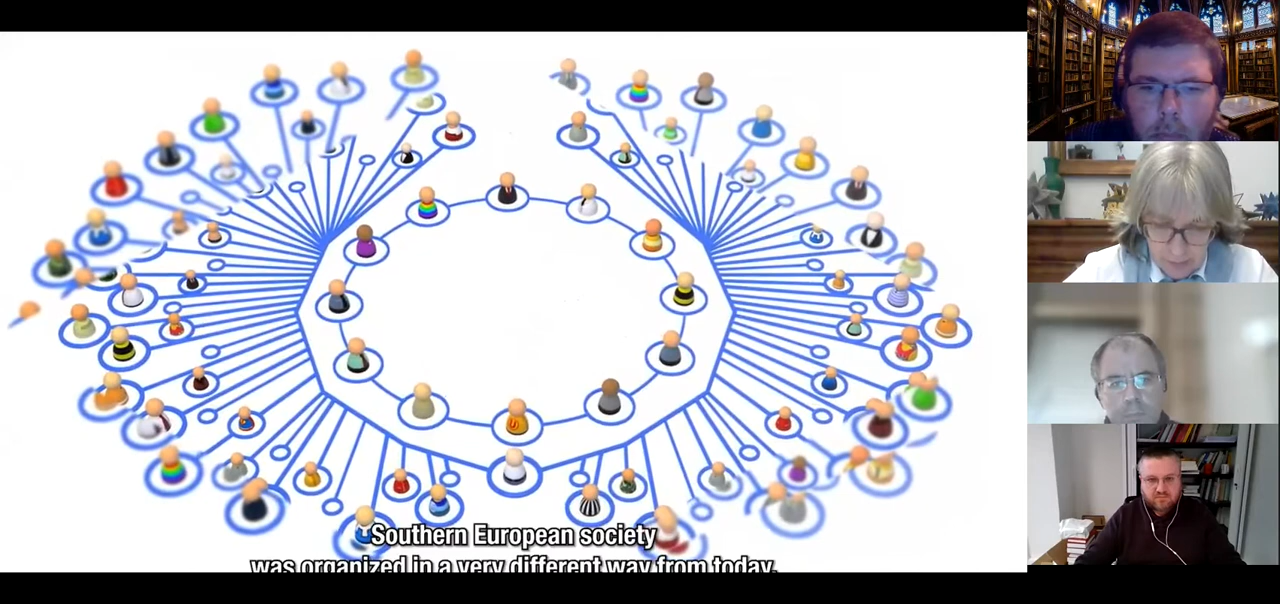 Southern European society
was organized in a very different way from today.